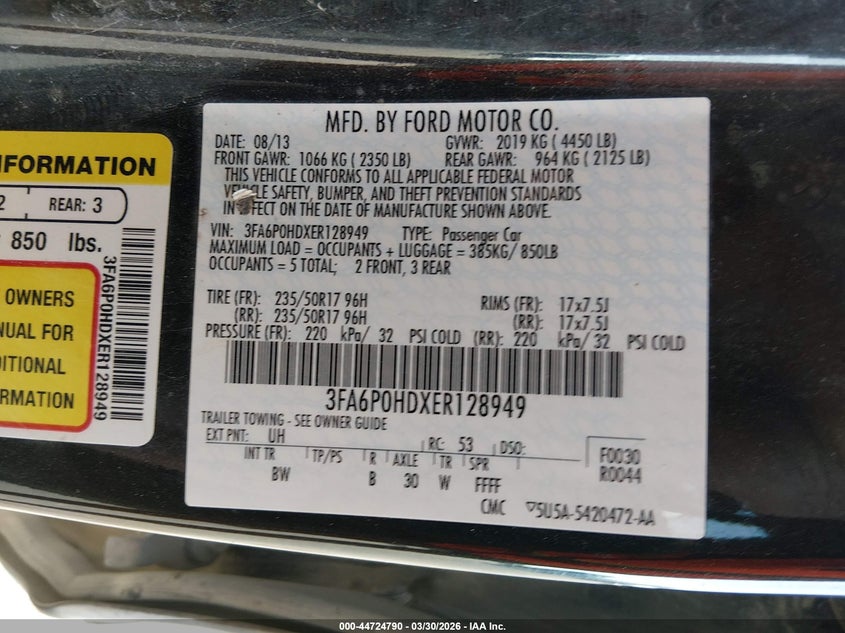 INFORMATION
2 REAR: 3
850 lbs.
OWNERS
NUAL FOR
DITIONAL
ORMATION
3FA6P0HDXER128949
MFD. BY FORD MOTOR CO.
DATE: 08/13 GVWR: 2019 KG ( 4450 LB)
FRONT GAWR: 1066 KG ( 2350 LB) REAR GAWR: 964 KG ( 2125 LB)
THIS VEHICLE CONFORMS TO ALL APPLICABLE FEDERAL MOTOR
VEHICLE SAFETY, BUMPER, AND THEFT PREVENTION STANDARDS
IN EFFECT ON THE DATE OF MANUFACTURE SHOWN ABOVE.
VIN: 3FA6P0HDXER128949 TYPE: Passenger Car
MAXIMUM LOAD = OCCUPANTS + LUGGAGE = 385KG/ 850LB
OCCUPANTS = 5 TOTAL; 2 FRONT, 3 REAR
TIRE (FR): 235/50R17 96H RIMS (FR): 17x7.5J
(RR): 235/50R17 96H (RR): 17x7.5J
PRESSURE (FR): 220 kPa/ 32 PSI COLD (RR): 220 kPa/ 32 PSI COLD
3FA6P0HDXER128949
TRAILER TOWING - SEE OWNER GUIDE
EXT PNT: UH RC: 53 DSO: F0030
INT TR TP/PS R AXLE TR SPR R0044
BW B 30 W FFFF
CMC ▽5U5A-5420472-AA
000-44724790 - 03/30/2026 - IAA Inc.